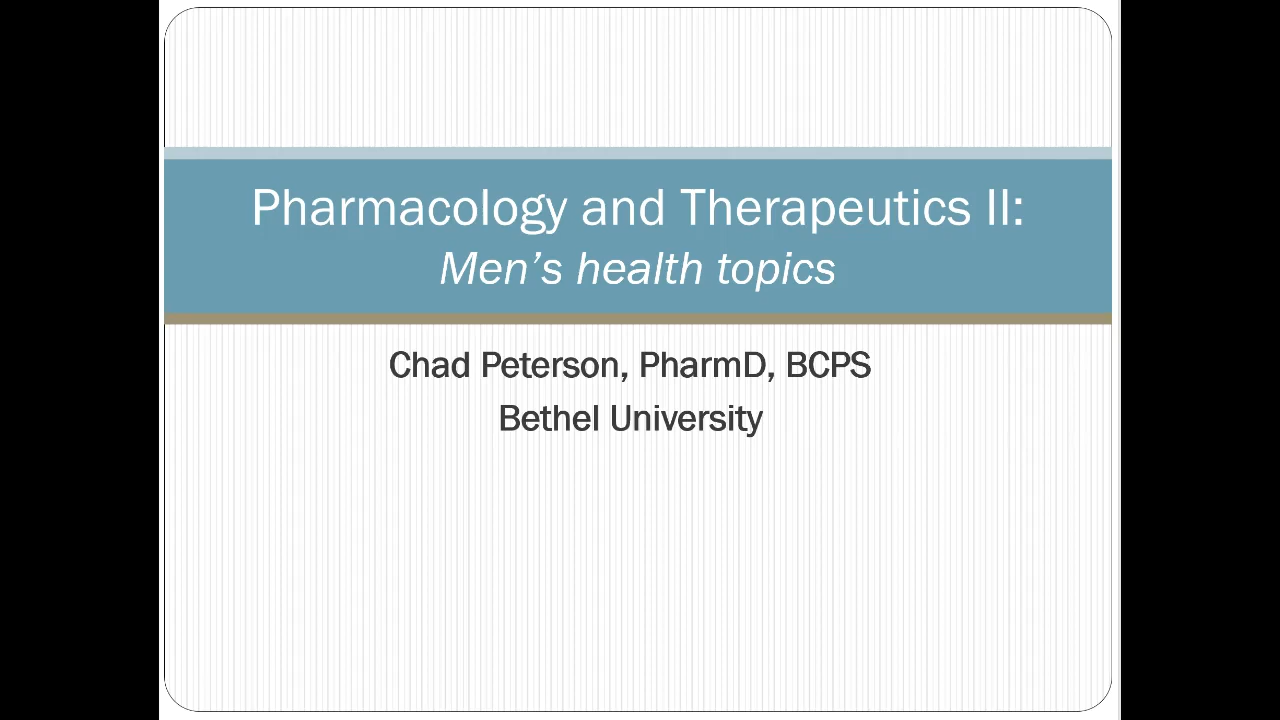 Pharmacology and Therapeutics II:
Men’s health topics
Chad Peterson, PharmD, BCPS
Bethel University